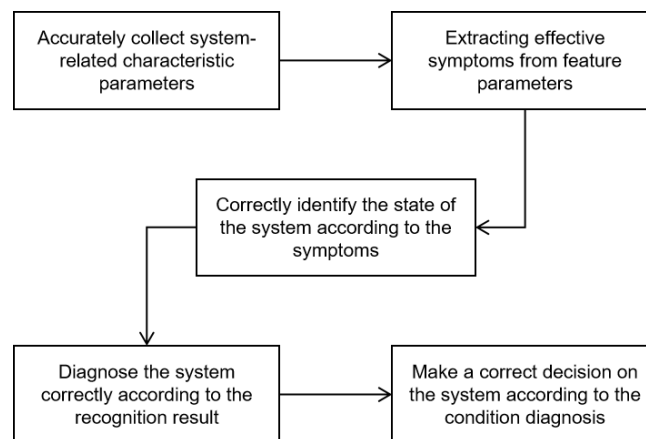 Accurately collect system-
related characteristic
parameters
Extracting effective
symptoms from feature
parameters
Correctly identify the state of
the system according to the
symptoms
Diagnose the system
correctly according to the
recognition result
Make a correct decision on
the system according to the
condition diagnosis